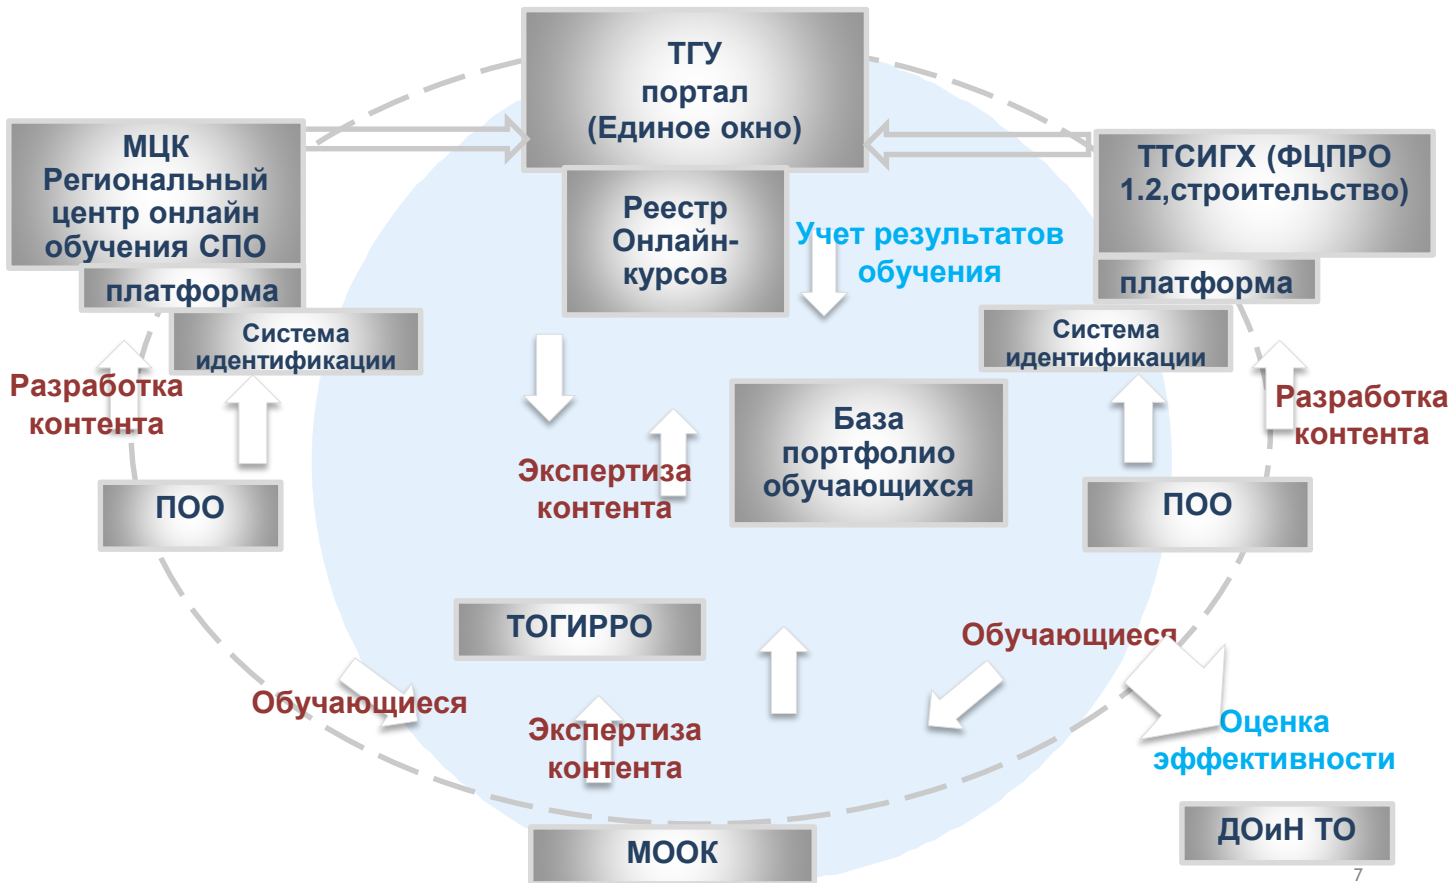 ТГУ
портал
(Единое окно)
МЦК
Региональный
центр онлайн
обучения СПО
платформа
Система
идентификации
ТТСИГХ (ФЦПРО
1.2,строительство)
платформа
Система
идентификации
Реестр
Онлайн-
курсов
Учет результатов
обучения
Разработка
контента
Разработка
контента
База
портфолио
обучающихся
Экспертиза
контента
ПОО
ПОО
ТОГИРРО
Обучающиеся
Обучающиеся
Экспертиза
контента
Оценка
эффективности
МООК
ДОиН ТО
7